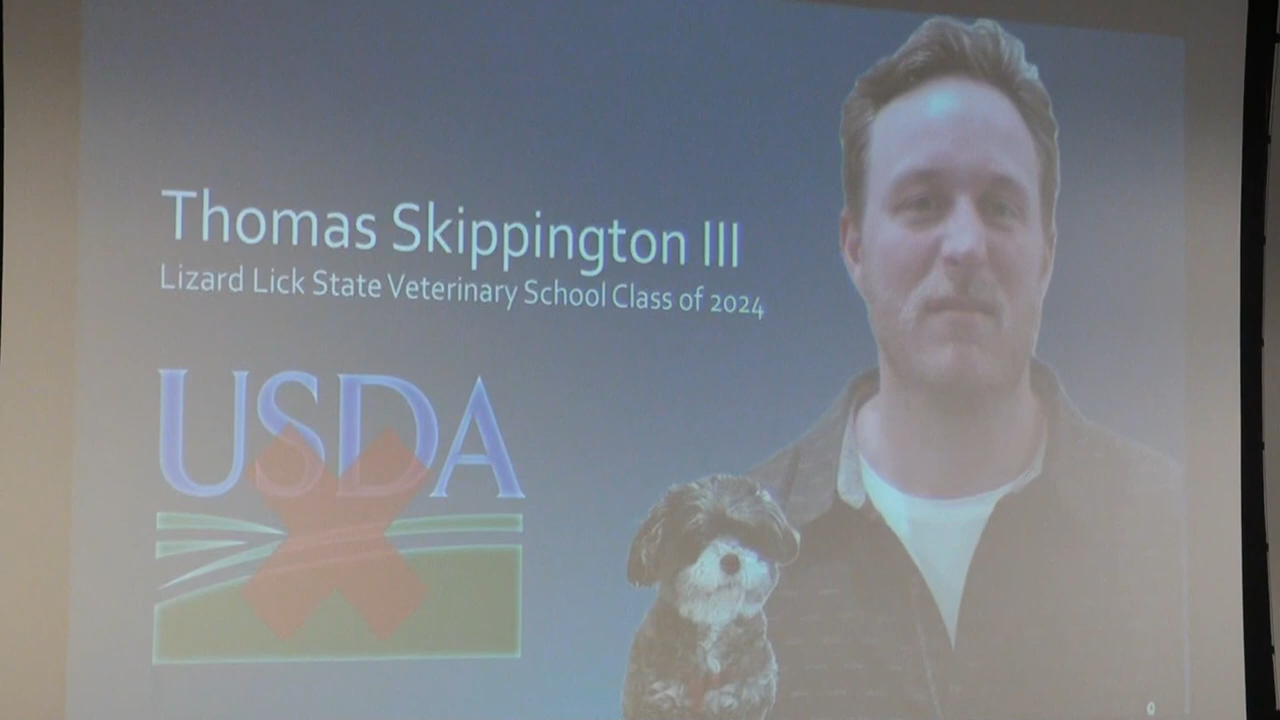 Thomas Skippington III
Lizard Lick State Veterinary School Class of 2024
USDA